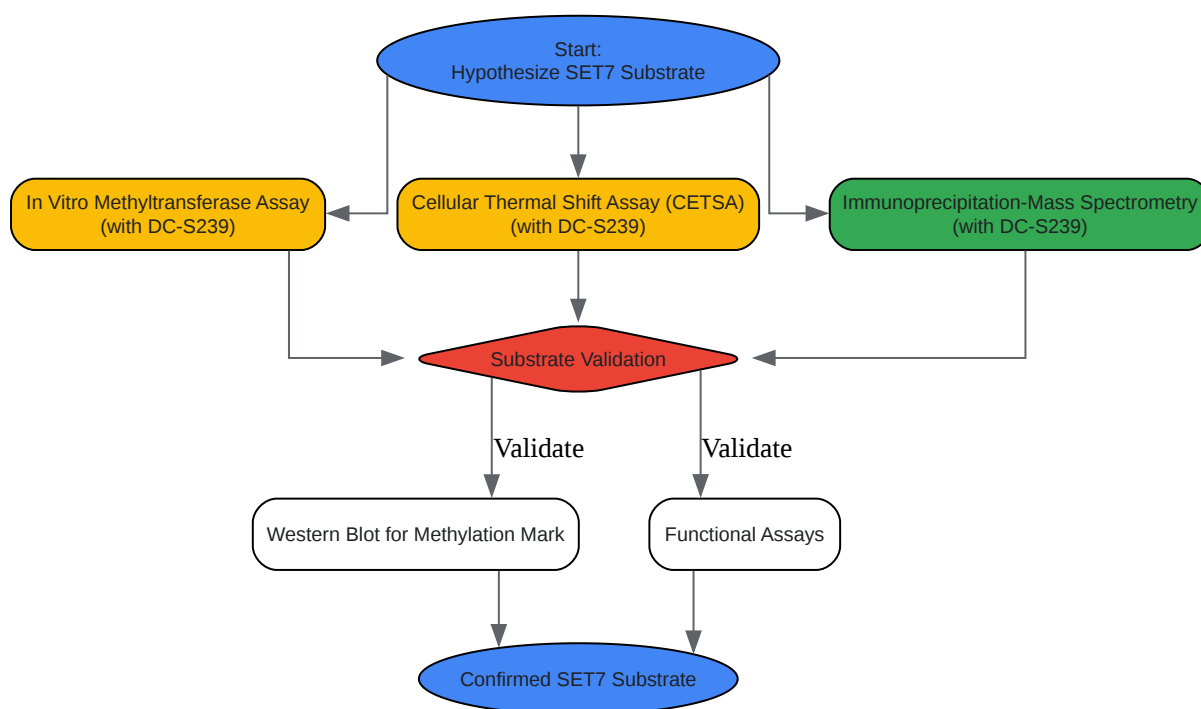 Start:
Hypothesize SET7 Substrate
In Vitro Methyltransferase Assay
(with DC-S239)
Cellular Thermal Shift Assay (CETSA)
(with DC-S239)
Immunoprecipitation-Mass Spectrometry
(with DC-S239)
Substrate Validation
Validate
Validate
Western Blot for Methylation Mark
Functional Assays
Confirmed SET7 Substrate